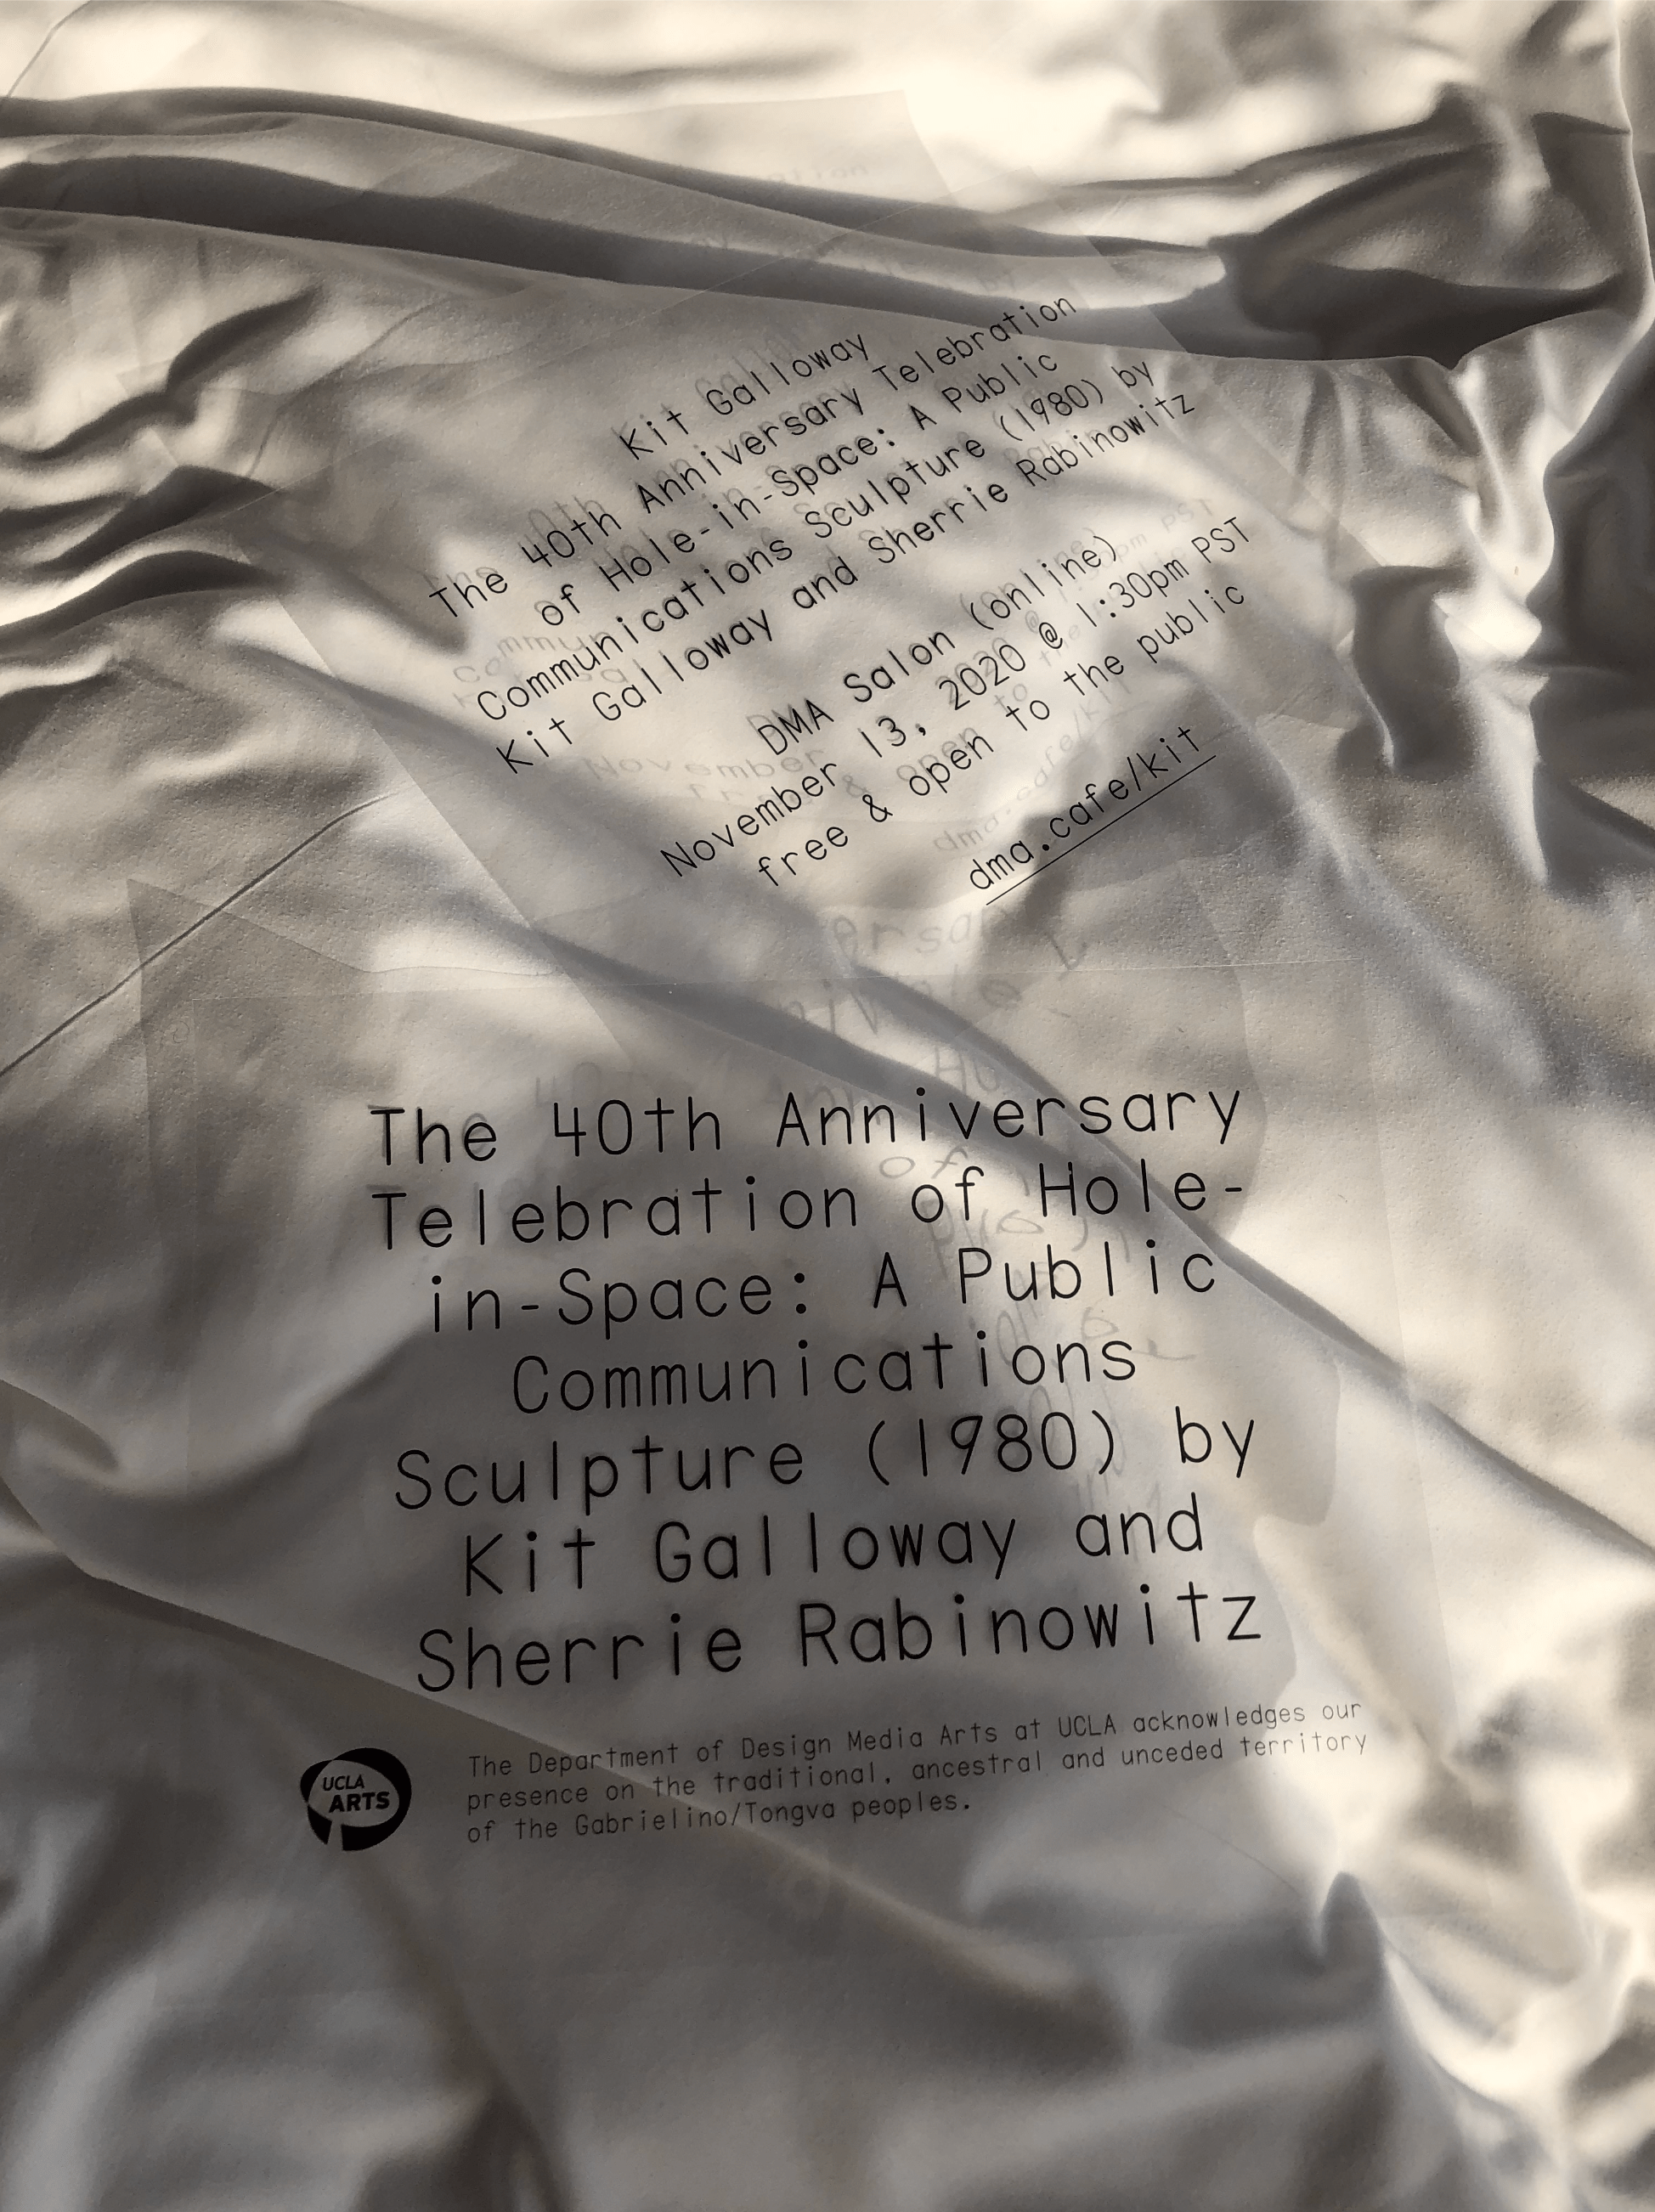 Kit Galloway
The 40th Anniversary Telebration
of Hole-in-Space: A Public
Communications Sculpture (1980) by
Kit Galloway and Sherrie Rabinowitz
DMA Salon (online)
November 13, 2020 @ 1:30pm PST
free & open to the public
dma.cafe/kit
The 40th Anniversary
Telebration of Hole-
in-Space: A Public
Communications
Sculpture (1980) by
Kit Galloway and
Sherrie Rabinowitz
UCLA
ARTS
The Department of Design Media Arts at UCLA acknowledges our
presence on the traditional, ancestral and unceded territory
of the Gabrielino/Tongva peoples.